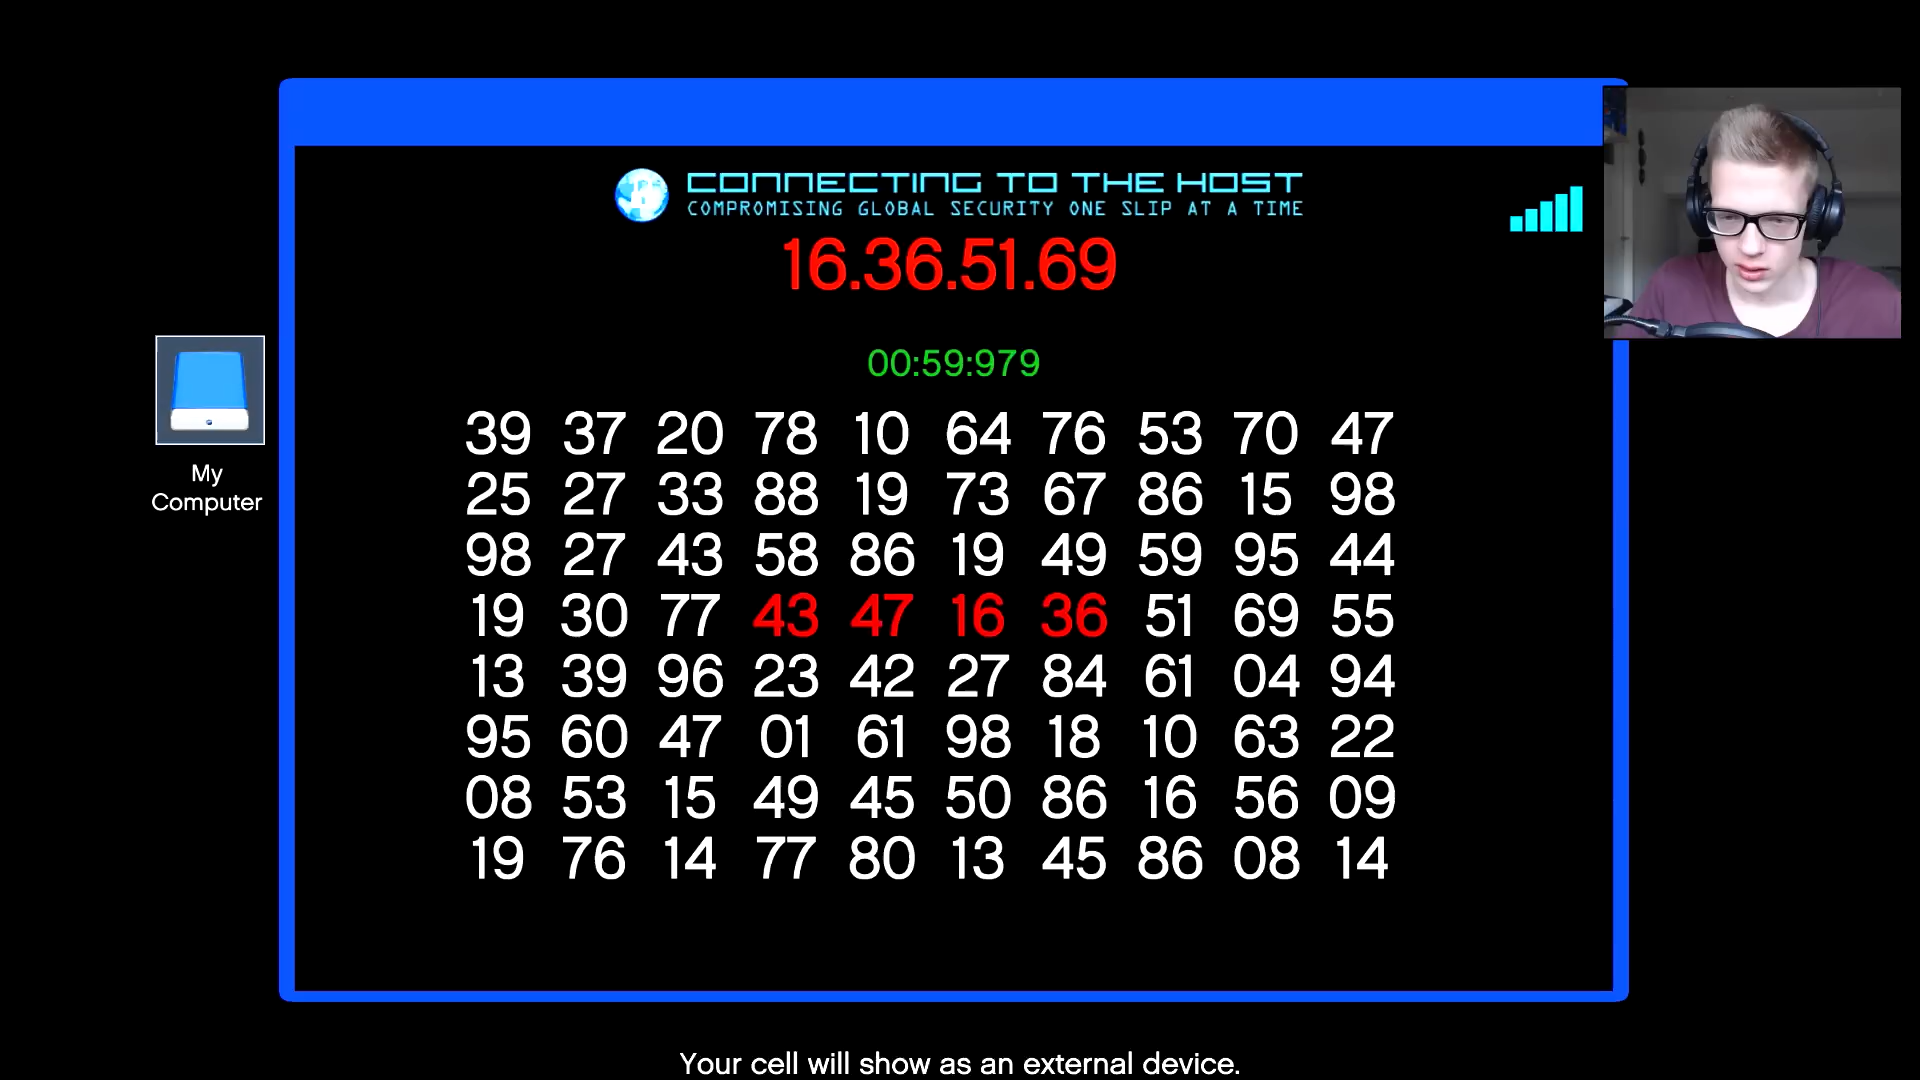 CONNECTING TO THE HOST
COMPROMISING GLOBAL SECURITY ONE SLIP AT A TIME
16.36.51.69
00:59:979
39 37 20 78 10 64 76 53 70 47
25 27 33 88 19 73 67 86 15 98
98 27 43 58 86 19 49 59 95 44
19 30 77 43 47 16 36 51 69 55
13 39 96 23 42 27 84 61 04 94
95 60 47 01 61 98 18 10 63 22
08 53 15 49 45 50 86 16 56 09
19 76 14 77 80 13 45 86 08 14
My
Computer
Your cell will show as an external device.